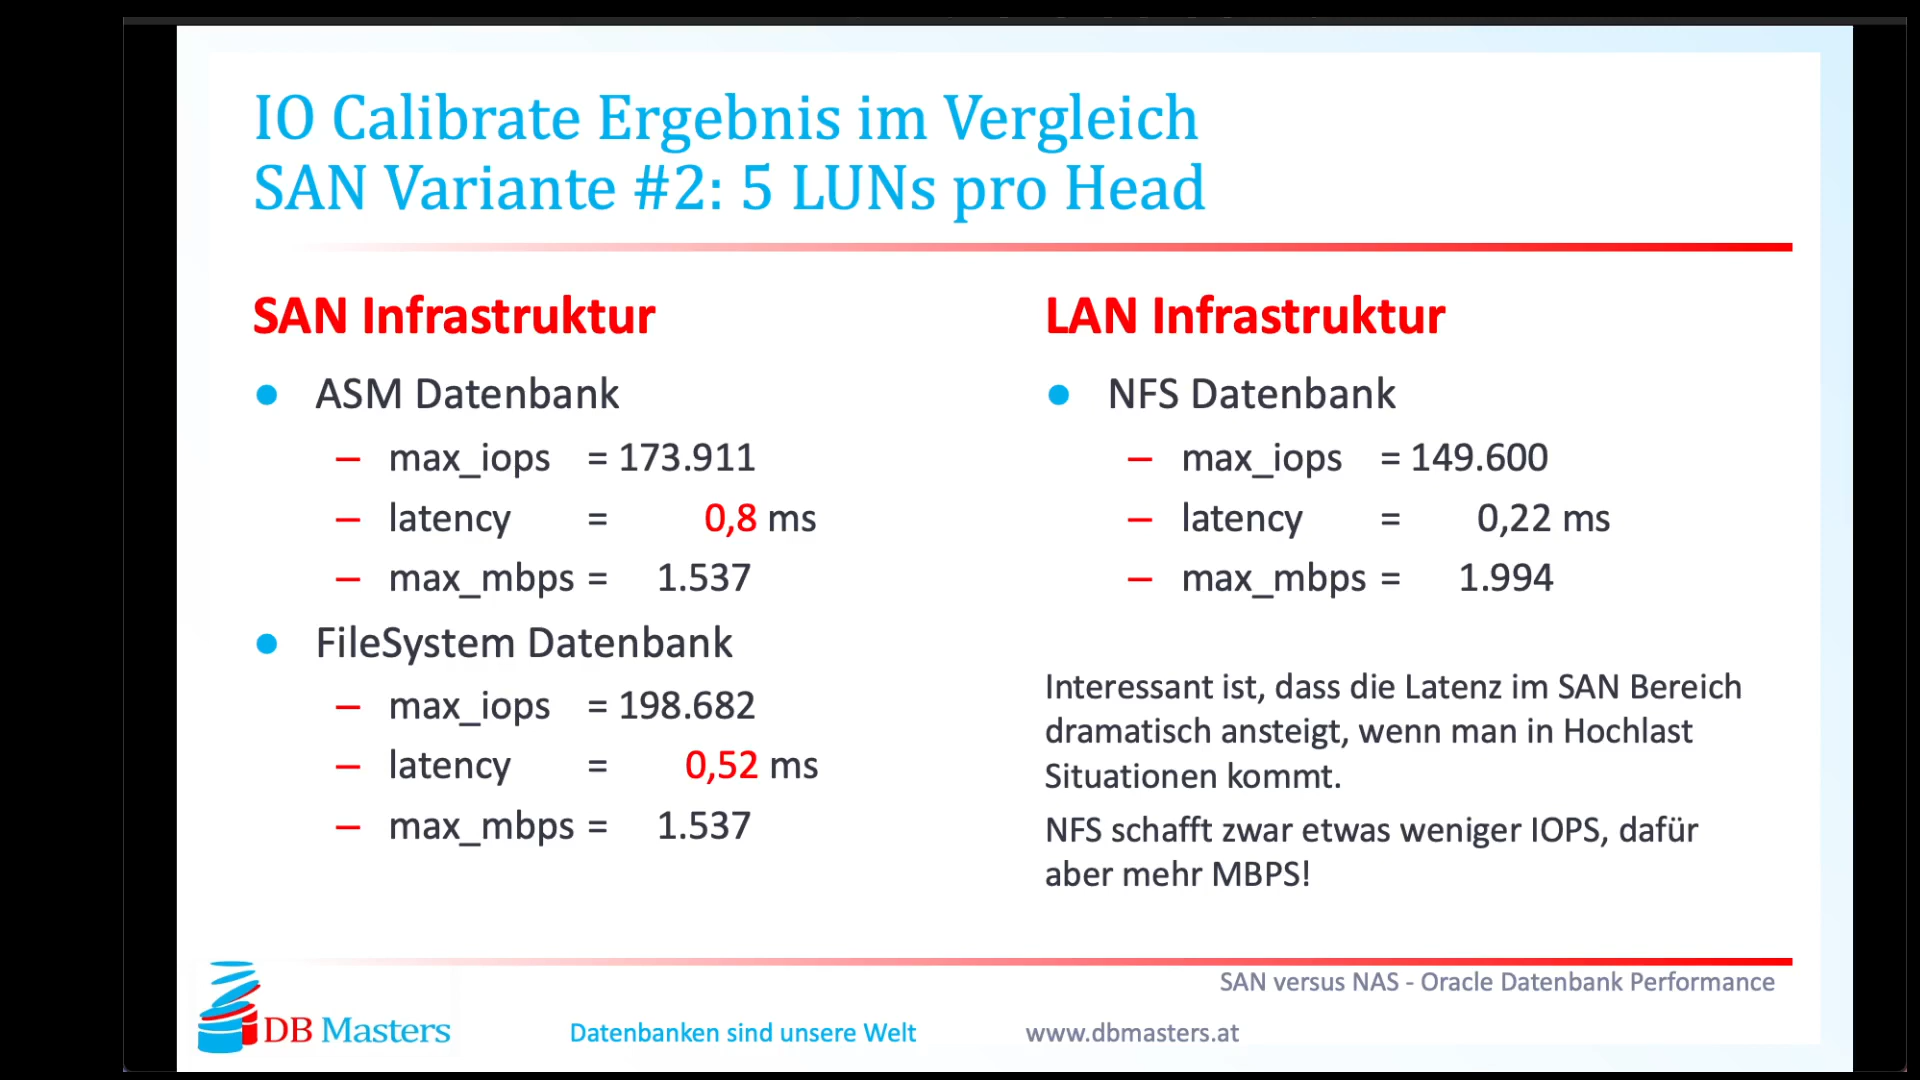 IO Calibrate Ergebnis im Vergleich
SAN Variante #2: 5 LUNs pro Head
SAN Infrastruktur
ASM Datenbank
– max_iops = 173.911
– latency = 0,8 ms
– max_mbps = 1.537
FileSystem Datenbank
– max_iops = 198.682
– latency = 0,52 ms
– max_mbps = 1.537
LAN Infrastruktur
NFS Datenbank
– max_iops = 149.600
– latency = 0,22 ms
– max_mbps = 1.994
Interessant ist, dass die Latenz im SAN Bereich
dramatisch ansteigt, wenn man in Hochlast
Situationen kommt.
NFS schafft zwar etwas weniger IOPS, dafür
aber mehr MBPS!
SAN versus NAS - Oracle Datenbank Performance
DB Masters
Datenbanken sind unsere Welt
www.dbmasters.at